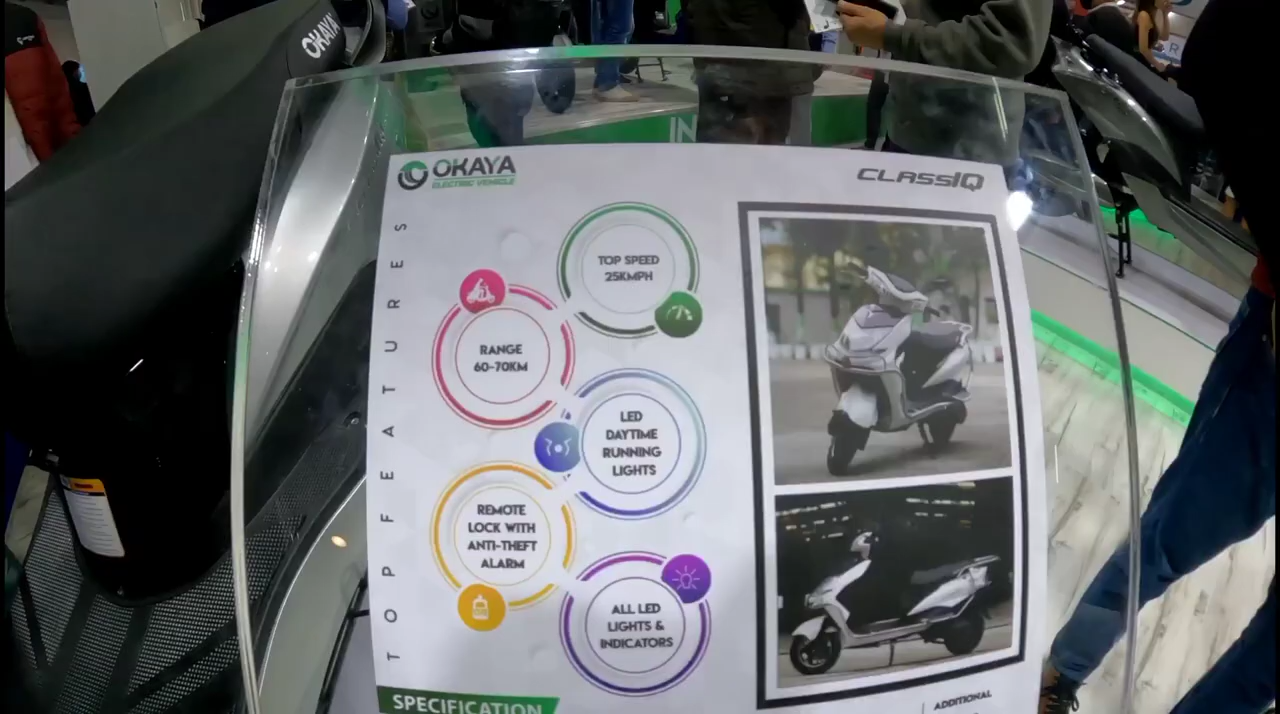 OKAYA
OKAYA
ELECTRIC VEHICLE
CLASSIQ
IN
TOP FEATURES
TOP SPEED
25KMPH
RANGE
60-70KM
LED
DAYTIME
RUNNING
LIGHTS
REMOTE
LOCK WITH
ANTI-THEFT
ALARM
ALL LED
LIGHTS &
INDICATORS
SPECIFICATION
ADDITIONAL